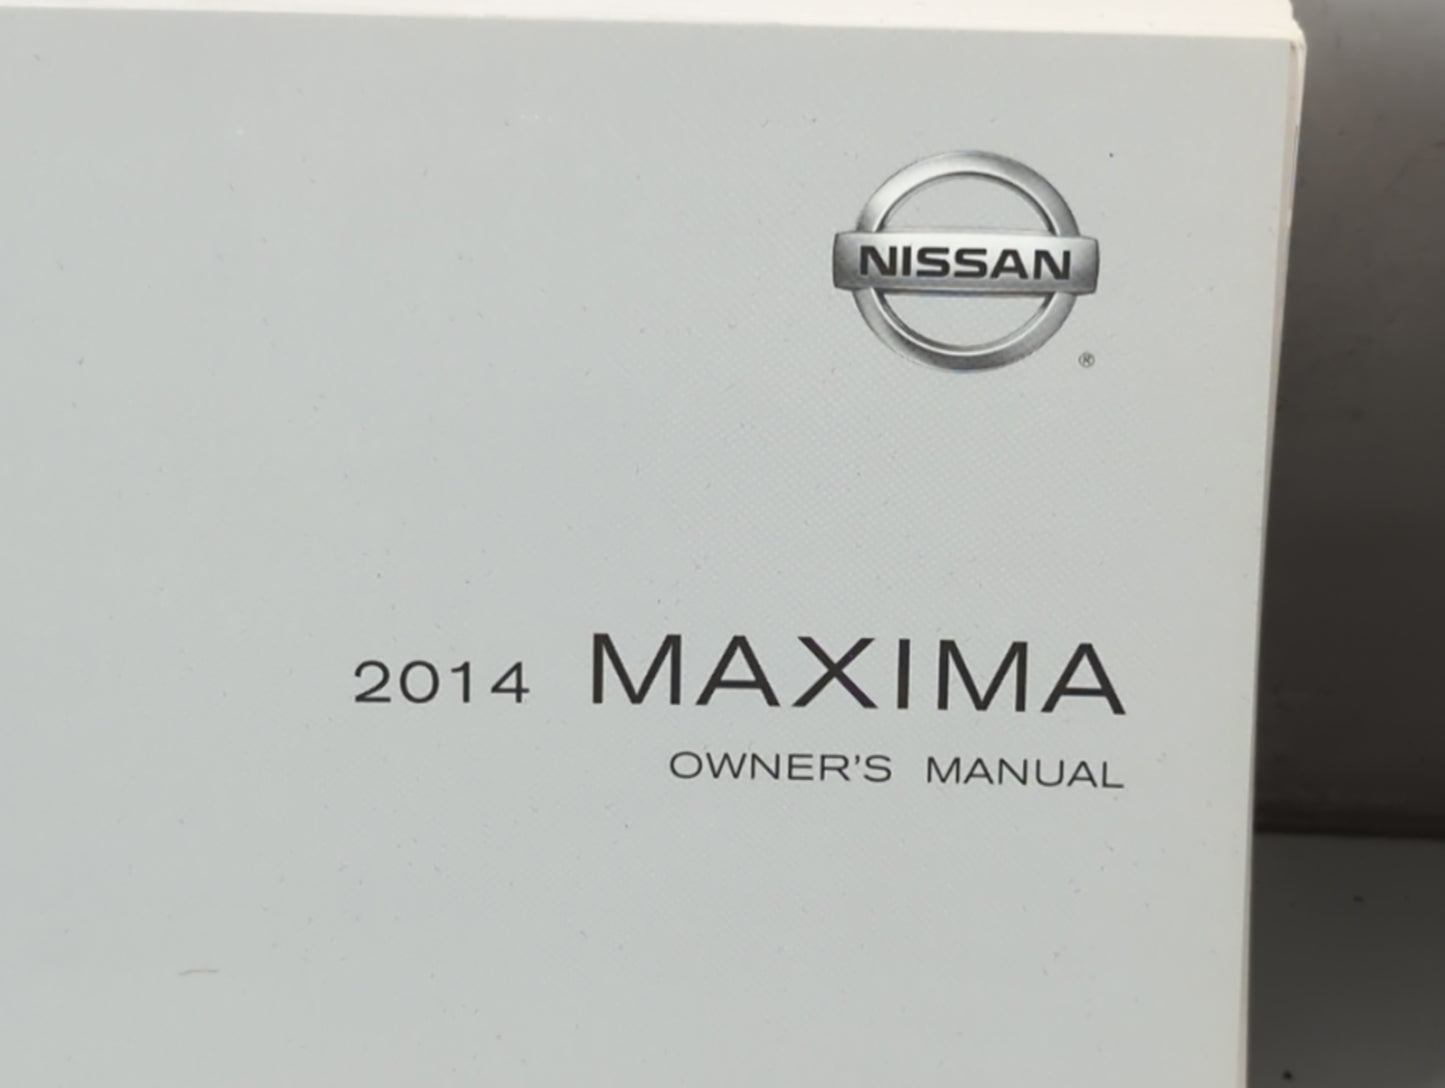 NISSAN
®
2014 MAXIMA
OWNER'S MANUAL